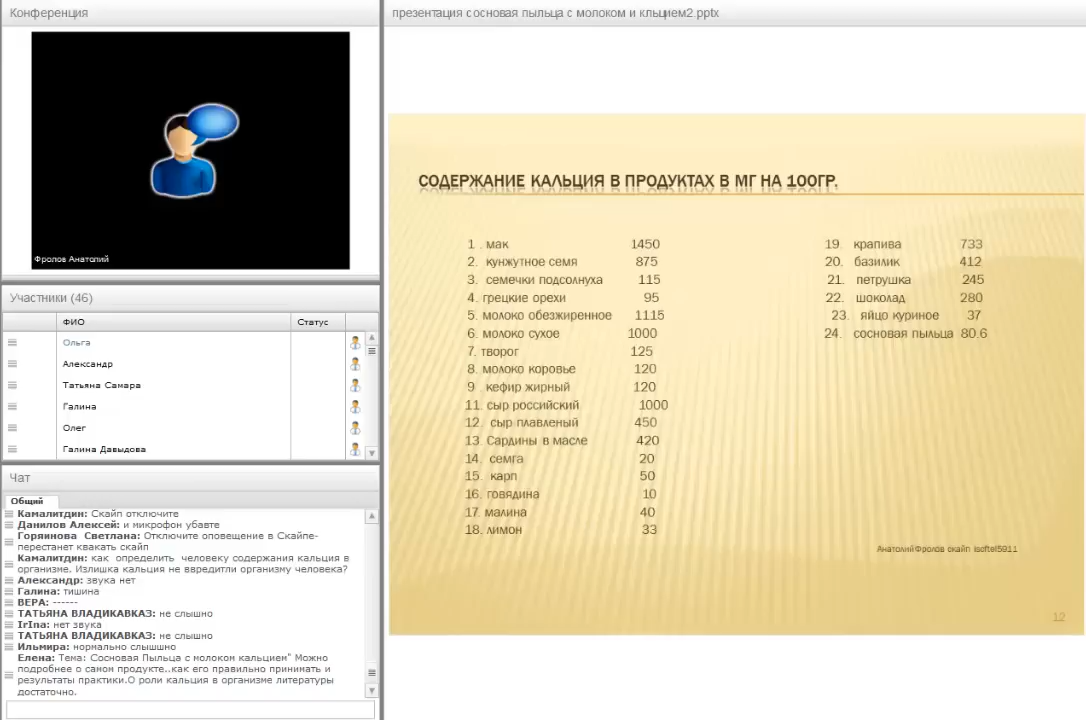 Конференция
Фролов Анатолий
Участники (46)
ФИО Статус
Ольга
Александр
Татьяна Самара
Галина
Олег
Галина Давыдова
Чат
Общий
Камалитдин: Скайп отключите
Данилов Алексей: и микрофон убавте
Горяинова Светлана: Отключите оповещение в Скайпе-
перестанет квакать скайп
Камалитдин: как определить человеку содержания кальция в
организме. Излишка кальция не ввредитли организму человека?
Александр: звука нет
Галина: тишина
ВЕРА: ------
ТАТЬЯНА ВЛАДИКАВКАЗ: не слышно
IrIna: нет звука
ТАТЬЯНА ВЛАДИКАВКАЗ: не слышно
Ильмира: нормально слышшно
Елена: Тема: Сосновая Пыльца с молоком кальцием" Можно
подробнее о самом продукте..как его правильно принимать и
результаты практики.О роли кальция в организме литературы
достаточно.
презентация сосновая пыльца с молоком и кльцием2.pptx
СОДЕРЖАНИЕ КАЛЬЦИЯ В ПРОДУКТАХ В МГ НА 100ГР.
1 . мак 1450
2. кунжутное семя 875
3. семечки подсолнуха 115
4. грецкие орехи 95
5. молоко обезжиренное 1115
6. молоко сухое 1000
7. творог 125
8. молоко коровье 120
9 . кефир жирный 120
11. сыр российский 1000
12. сыр плавленый 450
13. Сардины в масле 420
14. семга 20
15. карп 50
16. говядина 10
17. малина 40
18. лимон 33
19. крапива 733
20. базилик 412
21. петрушка 245
22. шоколад 280
23. яйцо куриное 37
24. сосновая пыльца 80.6
Анатолий Фролов скайп isoftel5911
12